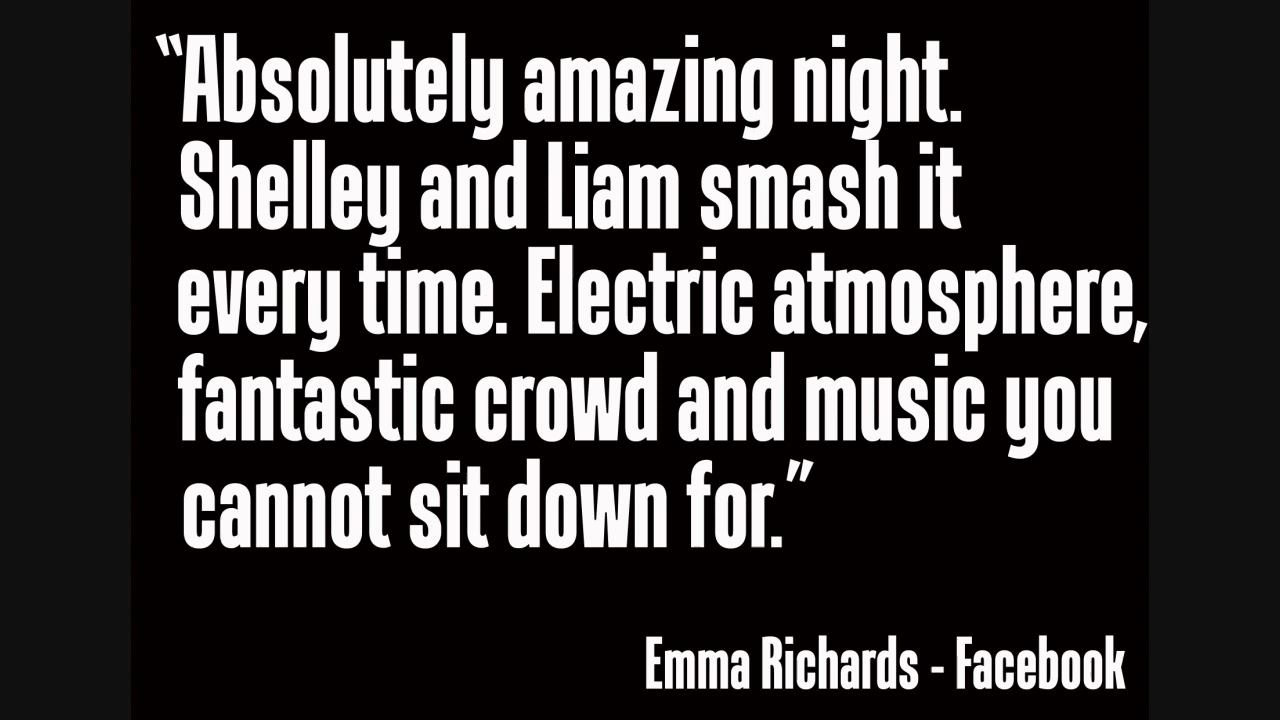 “Absolutely amazing night.
Shelley and Liam smash it
every time. Electric atmosphere,
fantastic crowd and music you
cannot sit down for.”
Emma Richards - Facebook